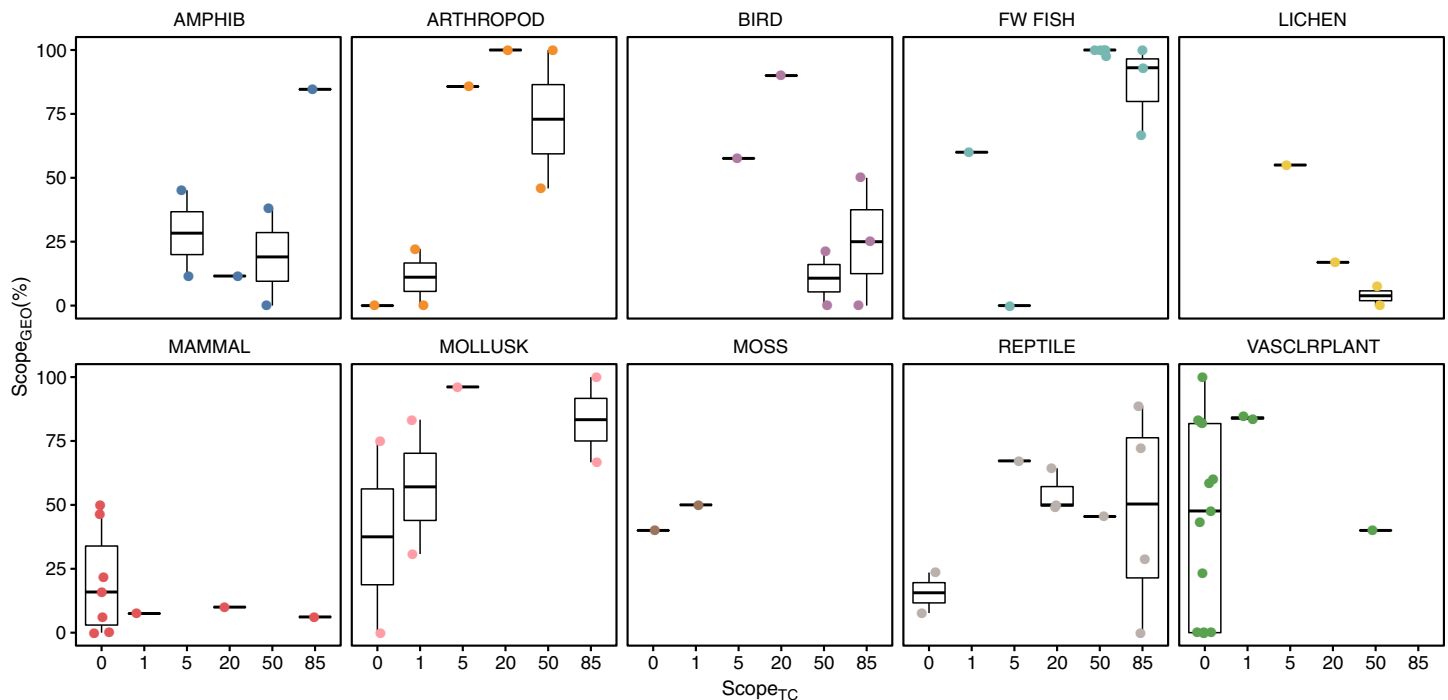 AMPHIB ARTHROPOD BIRD FW FISH LICHEN
100
75
50
25
0
MAMMAL MOLLUSK MOSS REPTILE VASCLRPLANT
100
75
50
25
0
Scope_GEO(%)
0 1 5 20 50 85 0 1 5 20 50 85 0 1 5 20 50 85 0 1 5 20 50 85 0 1 5 20 50 85
Scope_TC